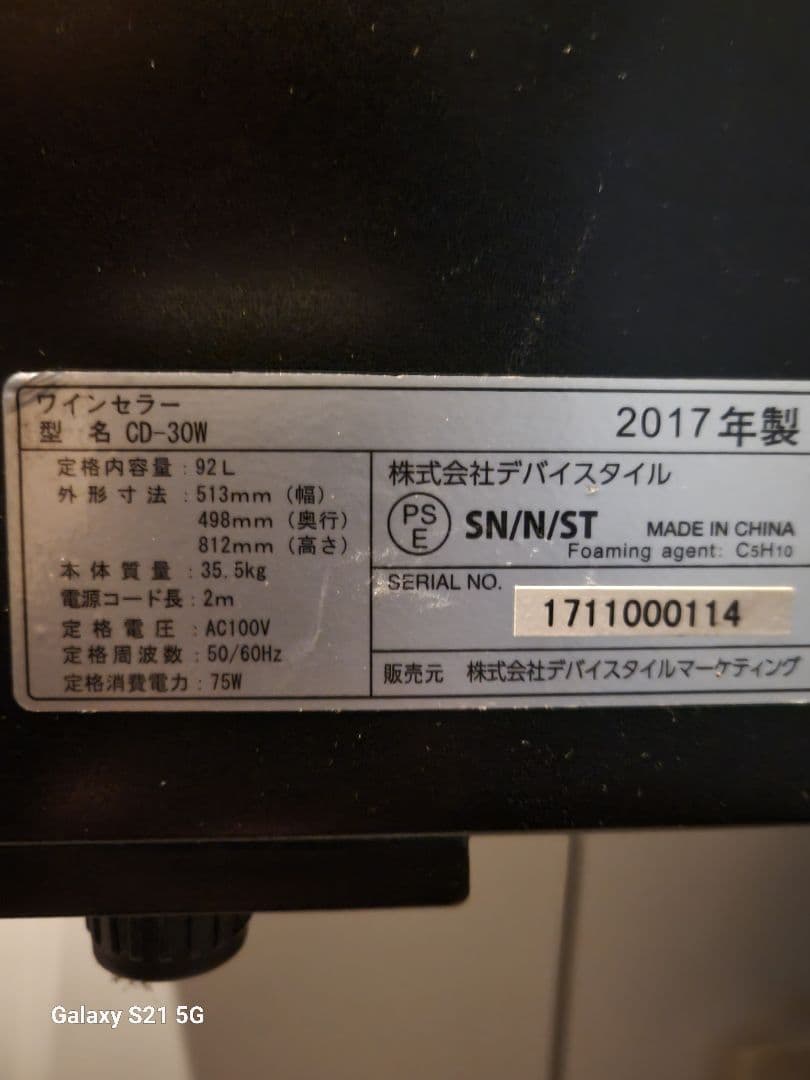 ワインセラー
型 名 CD-30W
2017年製
定格内容量 : 92L
外形寸法 : 513mm (幅)
498mm (奥行)
812mm (高さ)
本体質量 : 35.5kg
電源コード長 : 2m
定格電圧 : AC100V
定格周波数 : 50/60Hz
定格消費電力 : 75W
株式会社デバイスタイル
PS
E
SN/N/ST
MADE IN CHINA
Foaming agent: C5H10
SERIAL NO.
1711000114
販売元 株式会社デバイスタイルマーケティング
Galaxy S21 5G